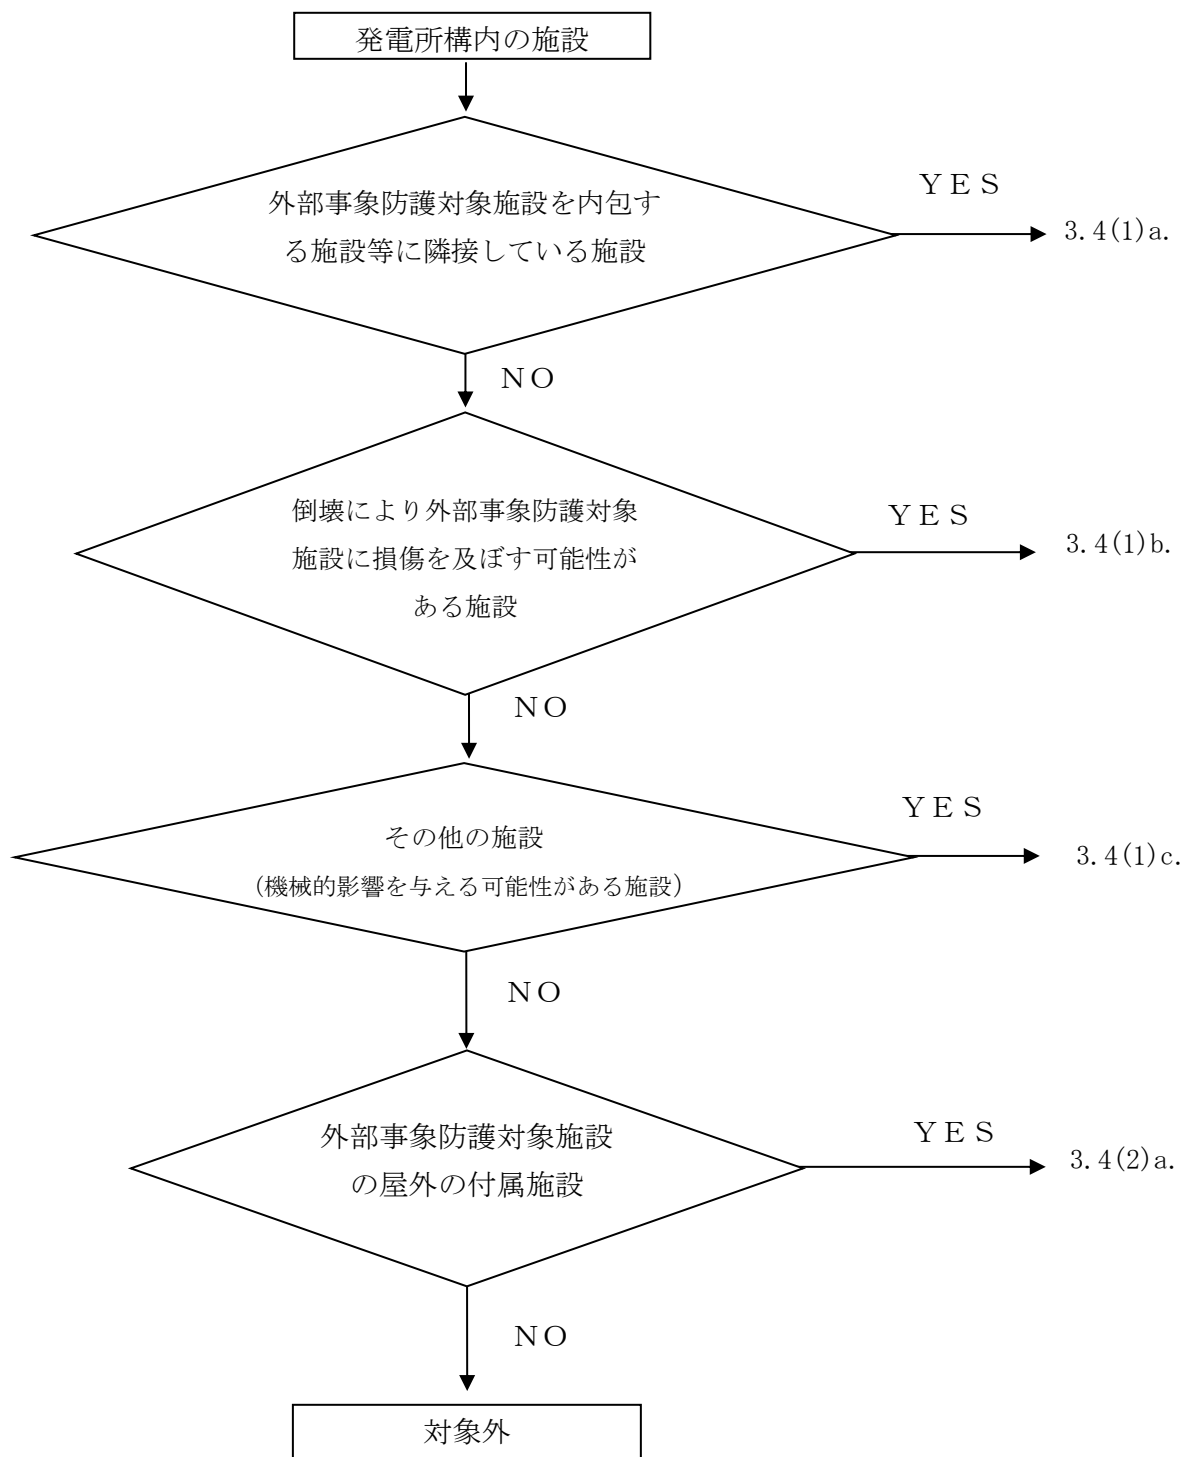 発電所構内の施設
ＹＥＳ
外部事象防護対象施設を内包す
る施設等に隣接している施設
3.4(1)a.
ＮＯ
倒壊により外部事象防護対象
施設に損傷を及ぼす可能性が
ある施設
ＹＥＳ
3.4(1)b.
ＮＯ
その他の施設
（機械的影響を与える可能性がある施設）
ＹＥＳ
3.4(1)c.
ＮＯ
外部事象防護対象施設
の屋外の付属施設
ＹＥＳ
3.4(2)a.
ＮＯ
対象外